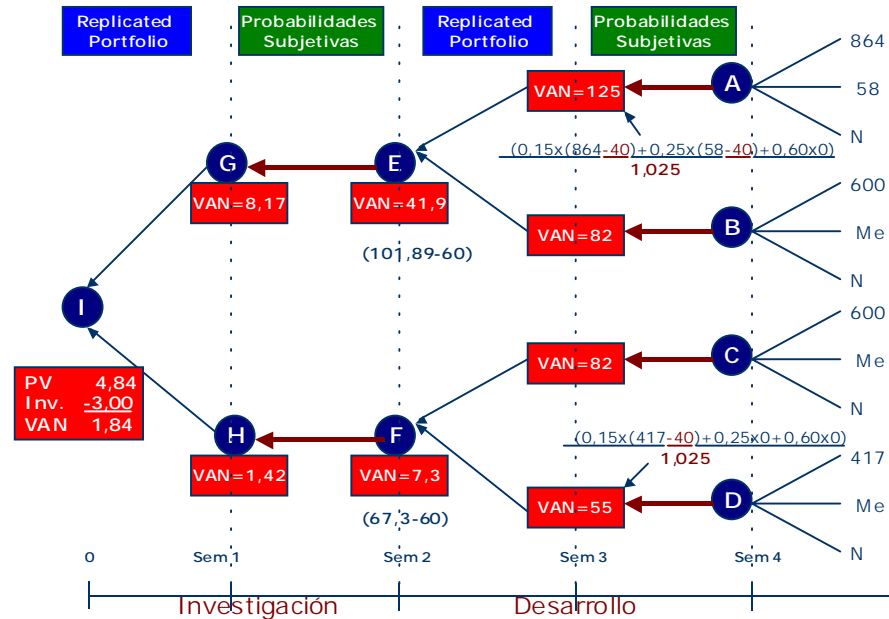 Replicated
Portfolio
Probabilidades
Subjetivas
Replicated
Portfolio
Probabilidades
Subjetivas
864
A
58
VAN=125
N
(0,15x(864-40)+0,25x(58-40)+0,60x0)
1,025
G
E
VAN=8,17
VAN=41,9
(101,89-60)
600
VAN=82
B
Me
N
I
600
VAN=82
C
Me
N
PV 4,84
Inv. -3,00
VAN 1,84
H
F
VAN=1,42
VAN=7,3
(67,3-60)
(0,15x(417-40)+0,25x0+0,60x0)
1,025
417
VAN=55
D
Me
N
0
Sem 1
Sem 2
Sem 3
Sem 4
Investigación
Desarrollo